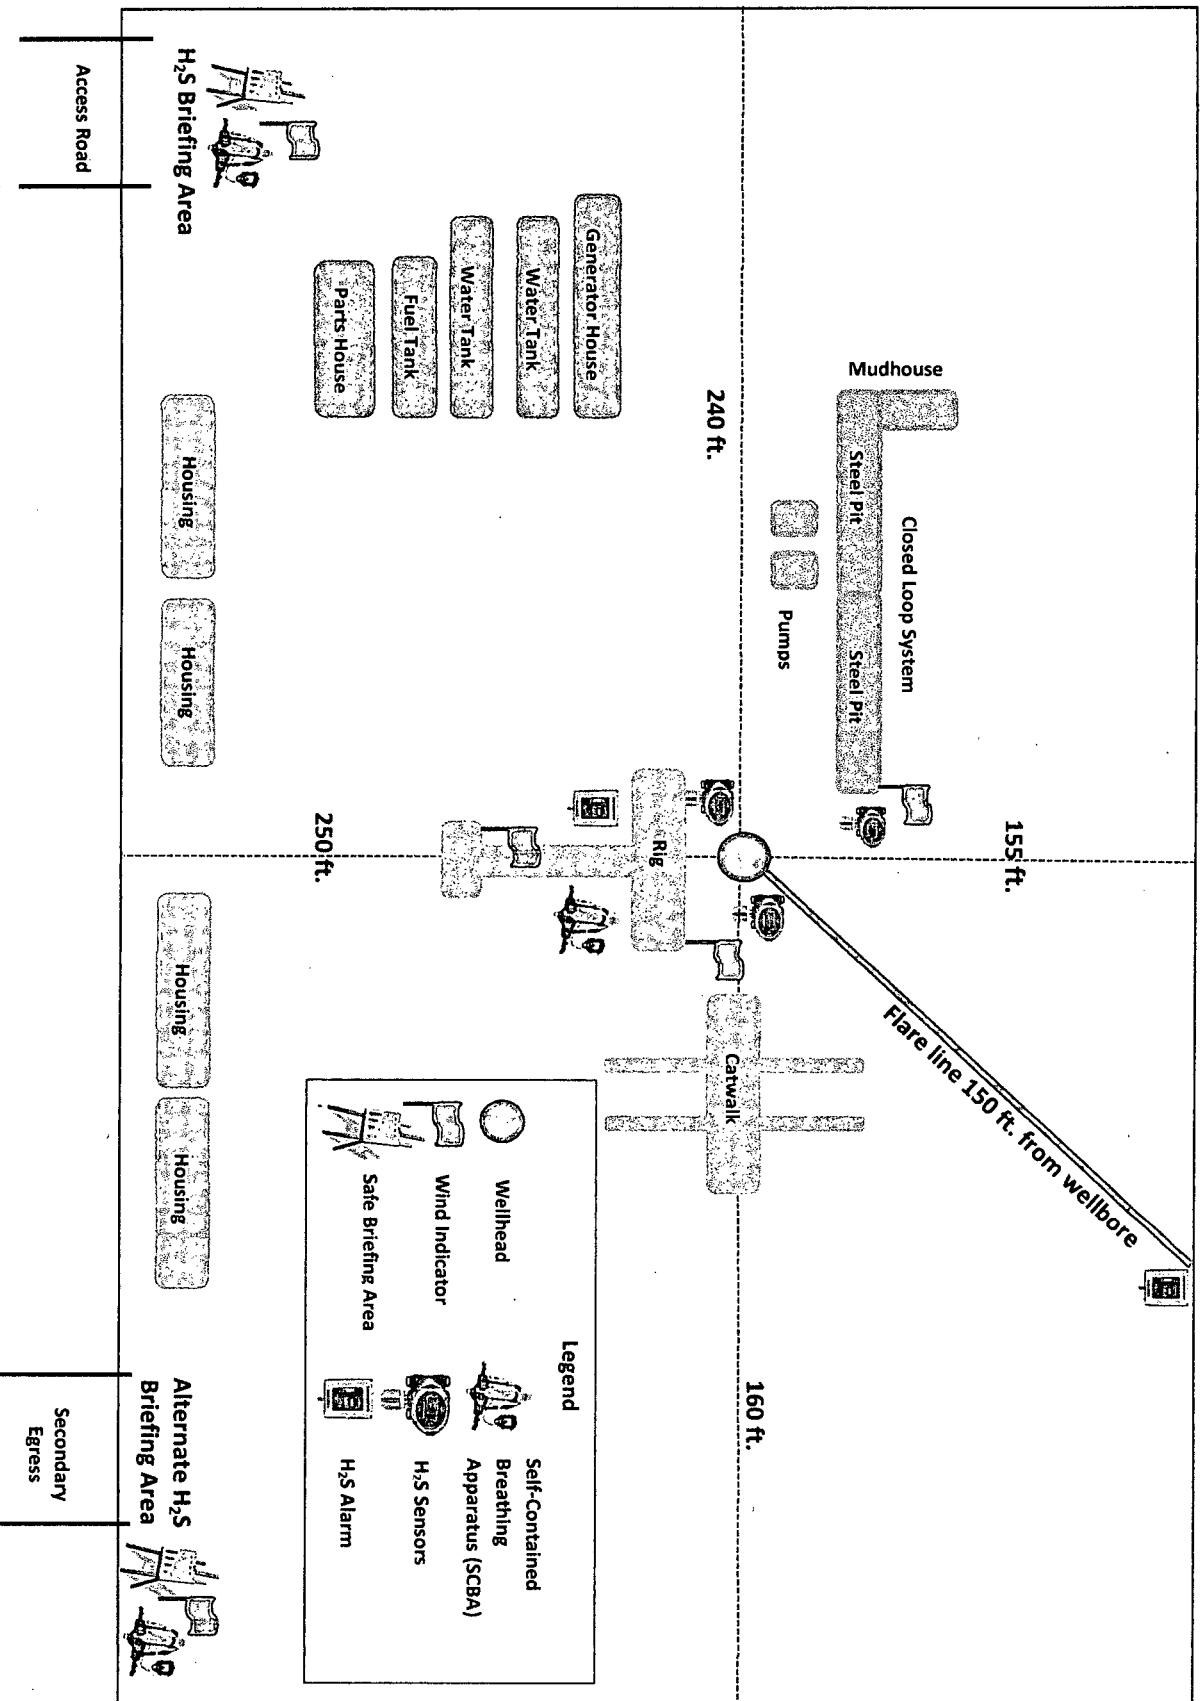 155 ft.
Flare line 150 ft. from wellbore
Mudhouse
Closed Loop System
Steel Pit
Steel Pit
Pumps
240 ft.
160 ft.
Generator House
Water Tank
Water Tank
Fuel Tank
Parts House
Rig
Catwalk
250 ft.
Legend
Wellhead
Wind Indicator
Safe Briefing Area
Self-Contained
Breathing
Apparatus (SCBA)
H₂S Sensors
H₂S Alarm
H₂S Briefing Area
Housing
Housing
Housing
Housing
Alternate H₂S
Briefing Area
Access Road
Secondary
Egress